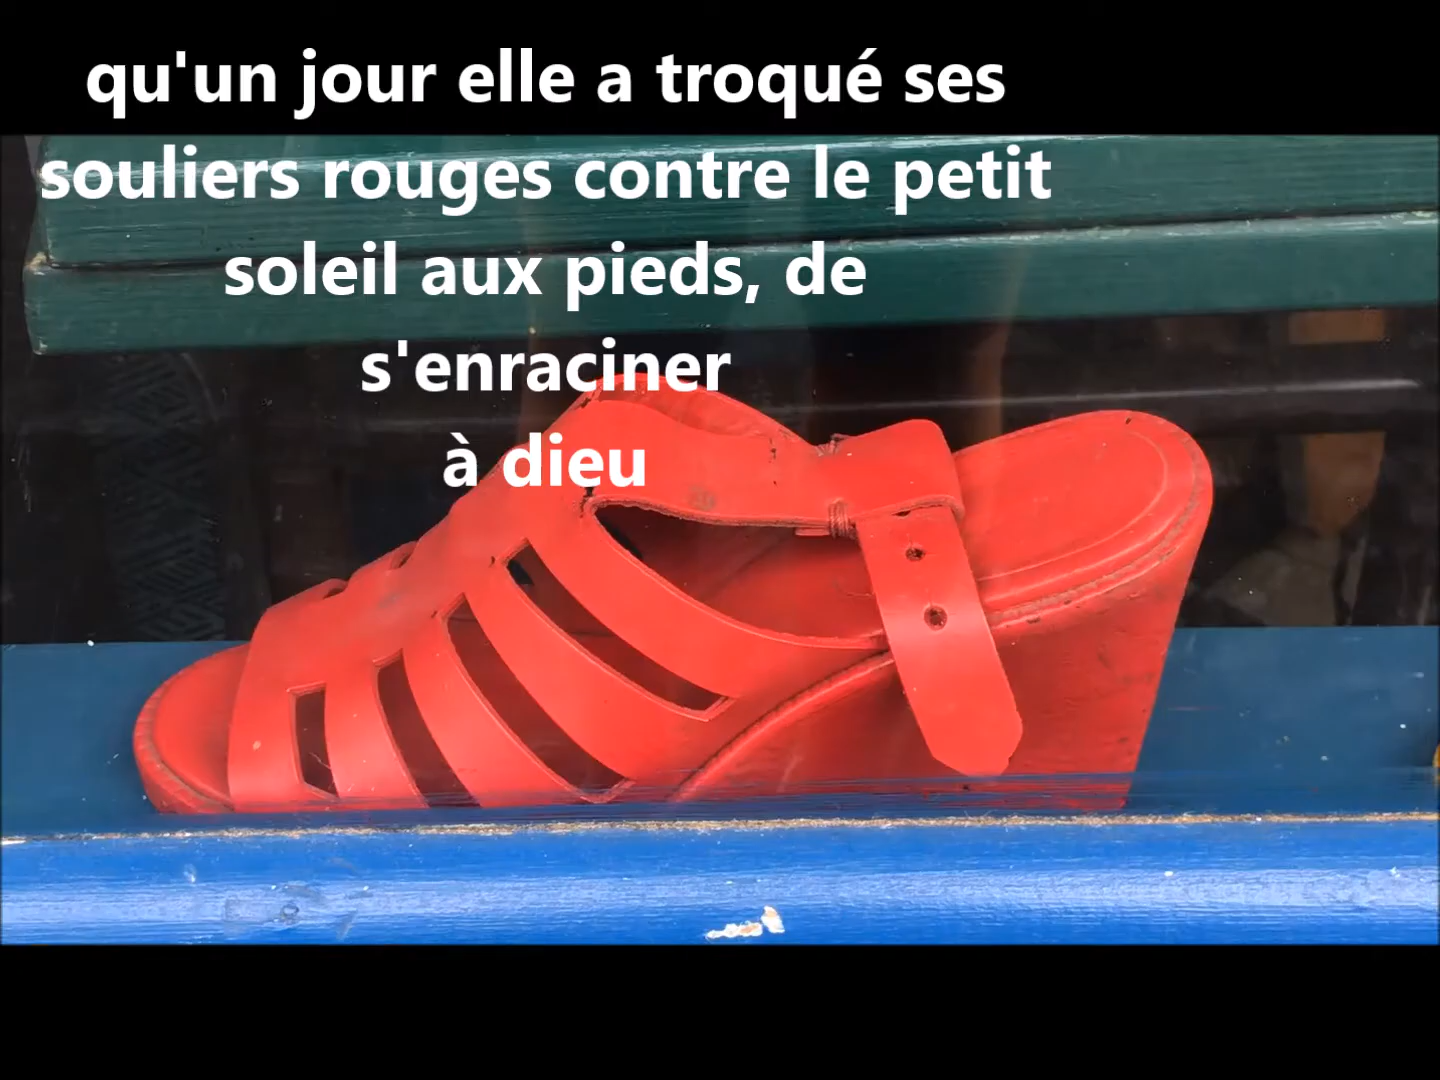 qu'un jour elle a troqué ses
souliers rouges contre le petit
soleil aux pieds, de
s'enraciner
à dieu